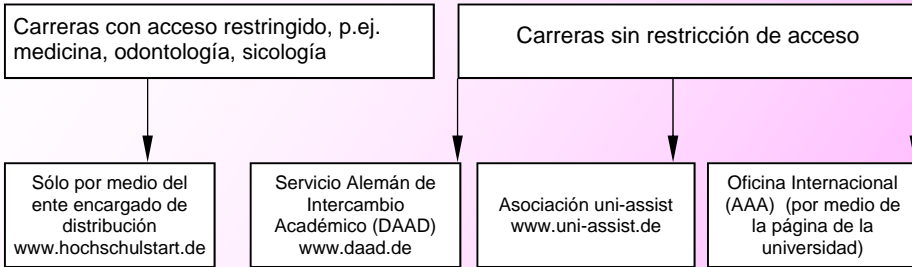 Carreras con acceso restringido, p.ej.
medicina, odontología, sicología
Carreras sin restricción de acceso
Sólo por medio del
ente encargado de
distribución
www.hochschulstart.de
Servicio Alemán de
Intercambio
Académico (DAAD)
www.daad.de
Asociación uni-assist
www.uni-assist.de
Oficina Internacional
(AAA) (por medio de
la página de la
universidad)